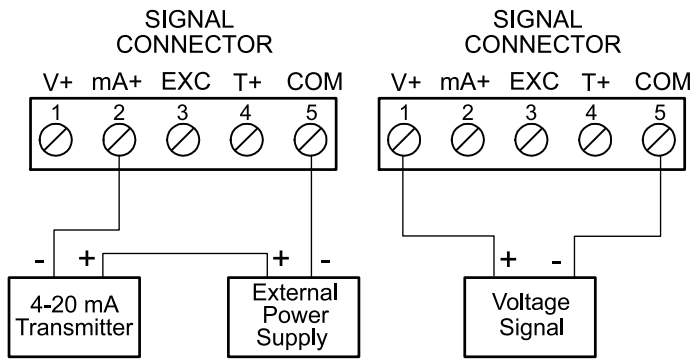 SIGNAL
CONNECTOR
V+ mA+ EXC T+ COM
1 2 3 4 5
- + + -
4-20 mA
Transmitter
External
Power
Supply
SIGNAL
CONNECTOR
V+ mA+ EXC T+ COM
1 2 3 4 5
+ -
Voltage
Signal